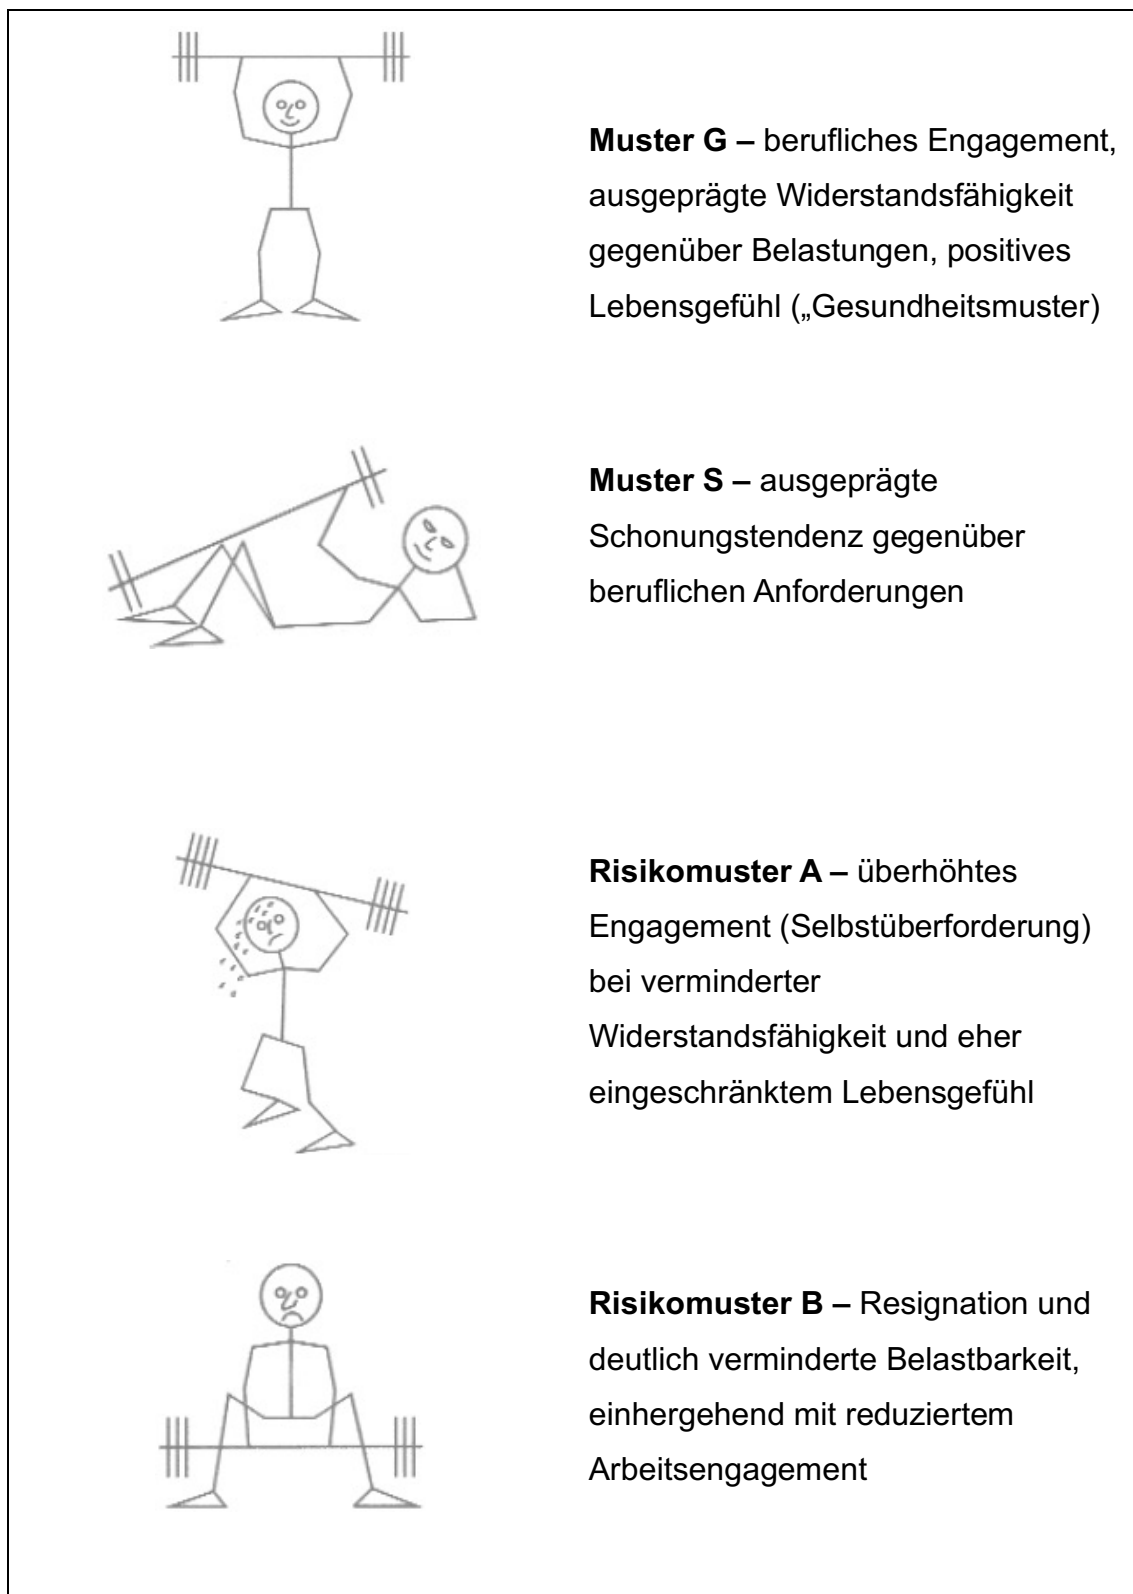 Muster G – berufliches Engagement,
ausgeprägte Widerstandsfähigkeit
gegenüber Belastungen, positives
Lebensgefühl („Gesundheitsmuster)
Muster S – ausgeprägte
Schonungstendenz gegenüber
beruflichen Anforderungen
Risikomuster A – überhöhtes
Engagement (Selbstüberforderung)
bei verminderter
Widerstandsfähigkeit und eher
eingeschränktem Lebensgefühl
Risikomuster B – Resignation und
deutlich verminderte Belastbarkeit,
einhergehend mit reduziertem
Arbeitsengagement